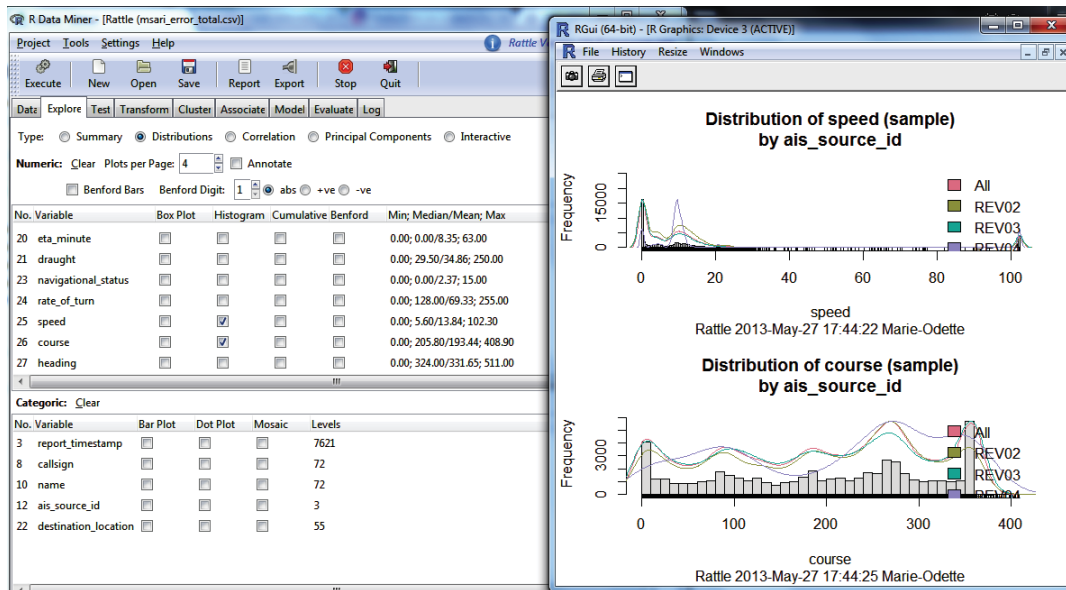 R Data Miner - [Rattle (msari_error_total.csv)]
Project Tools Settings Help
Rattle
Execute New Open Save Report Export Stop Quit
Data Explore Test Transform Cluster Associate Model Evaluate Log
Type: Summary Distributions Correlation Principal Components Interactive
Numeric: Clear Plots per Page: 4 Annotate
Benford Bars Benford Digit: 1 abs +ve -ve
No. Variable Box Plot Histogram Cumulative Benford Min; Median/Mean; Max
20 eta_minute 0.00; 0.00/8.35; 63.00
21 draught 0.00; 29.50/34.86; 250.00
23 navigational_status 0.00; 0.00/2.37; 15.00
24 rate_of_turn 0.00; 128.00/69.33; 255.00
25 speed 0.00; 5.60/13.84; 102.30
26 course 0.00; 205.80/193.44; 408.90
27 heading 0.00; 324.00/331.65; 511.00
Categoric: Clear
No. Variable Bar Plot Dot Plot Mosaic Levels
3 report_timestamp 7621
8 callsign 72
10 name 72
12 ais_source_id 3
22 destination_location 55
RGui (64-bit) - [R Graphics: Device 3 (ACTIVE)]
R File History Resize Windows
Distribution of speed (sample)
by ais_source_id
Frequency
0 15000
All
REV02
REV03
REV04
0 20 40 60 80 100
speed
Rattle 2013-May-27 17:44:22 Marie-Odette
Distribution of course (sample)
by ais_source_id
Frequency
0 3000
All
REV02
REV03
REV04
0 100 200 300 400
course
Rattle 2013-May-27 17:44:25 Marie-Odette